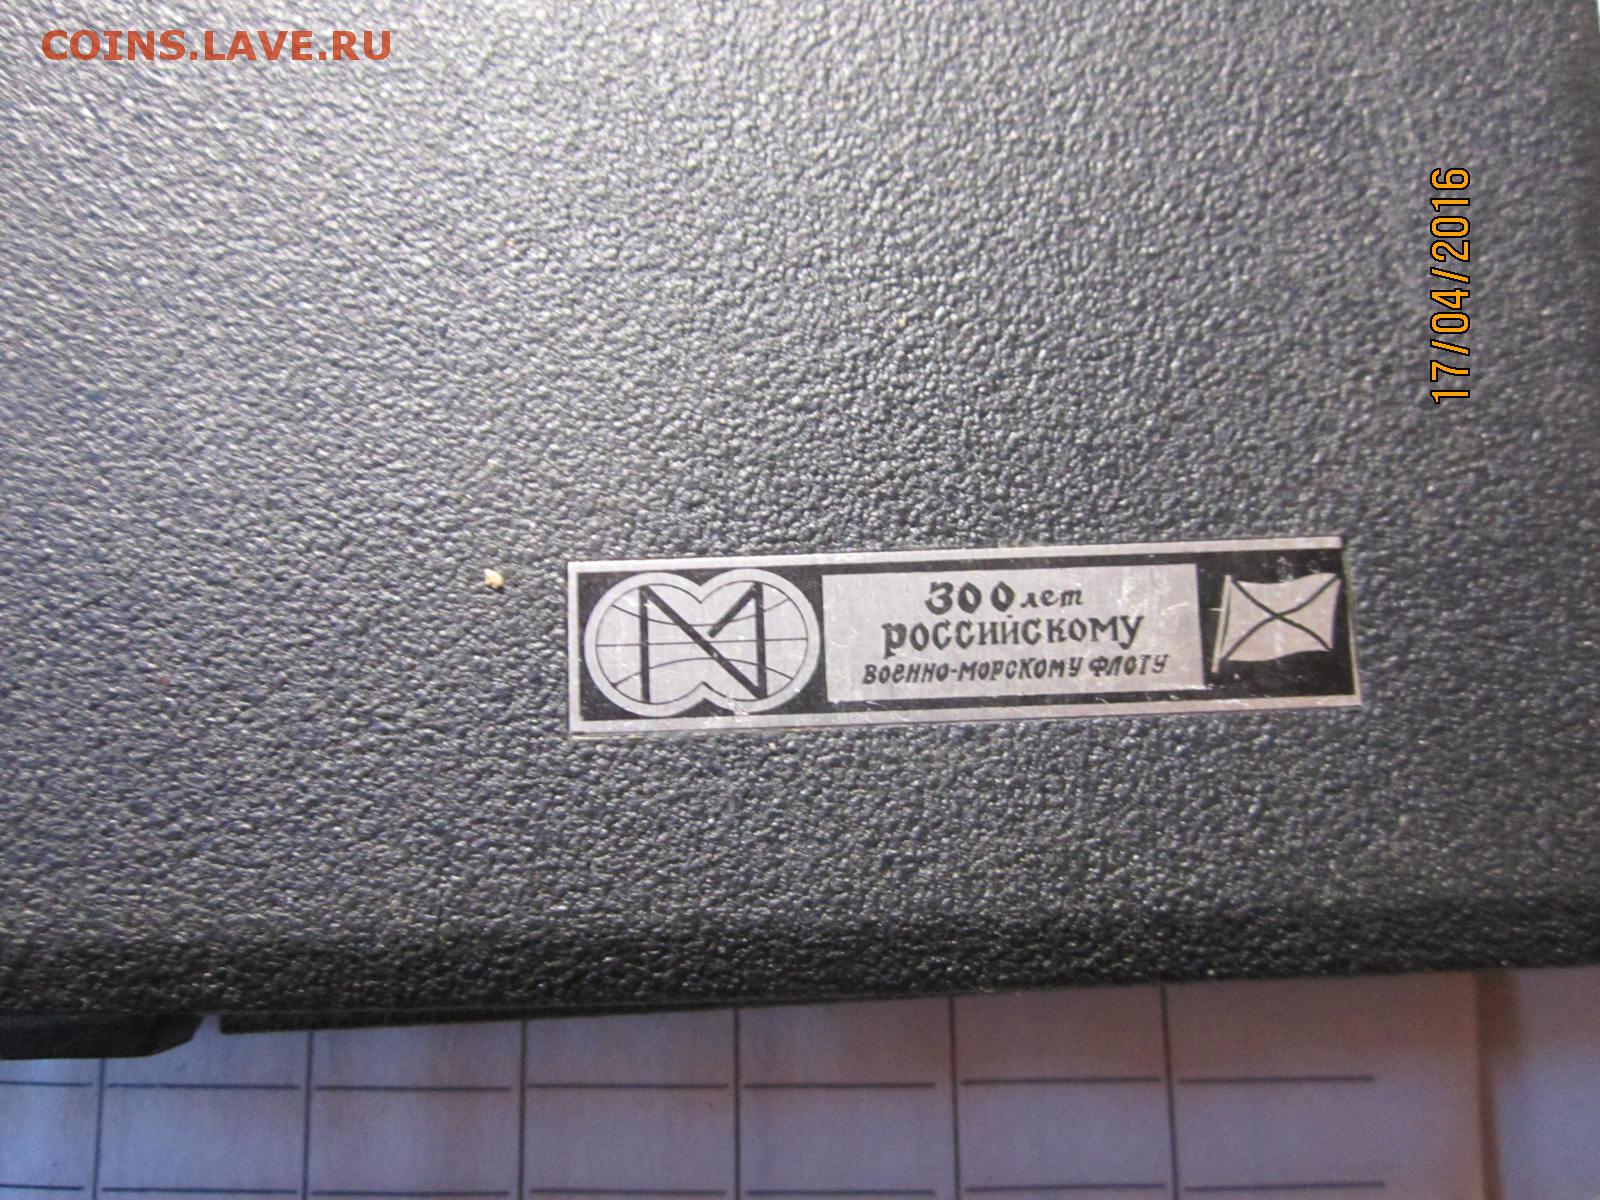 COINS.LAVE.RU
17/04/2016
300 лет
РОССИЙСКОМУ
ВОЕННО-МОРСКОМУ ФЛОТУ